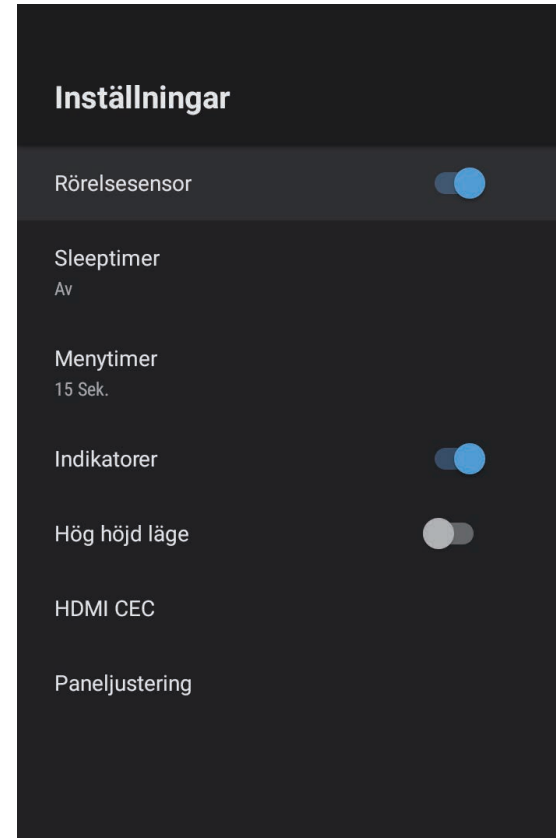 Inställningar
Rörelsesensor
Sleeptimer
Av
Menytimer
15 Sek.
Indikatorer
Hög höjd läge
HDMI CEC
Paneljustering